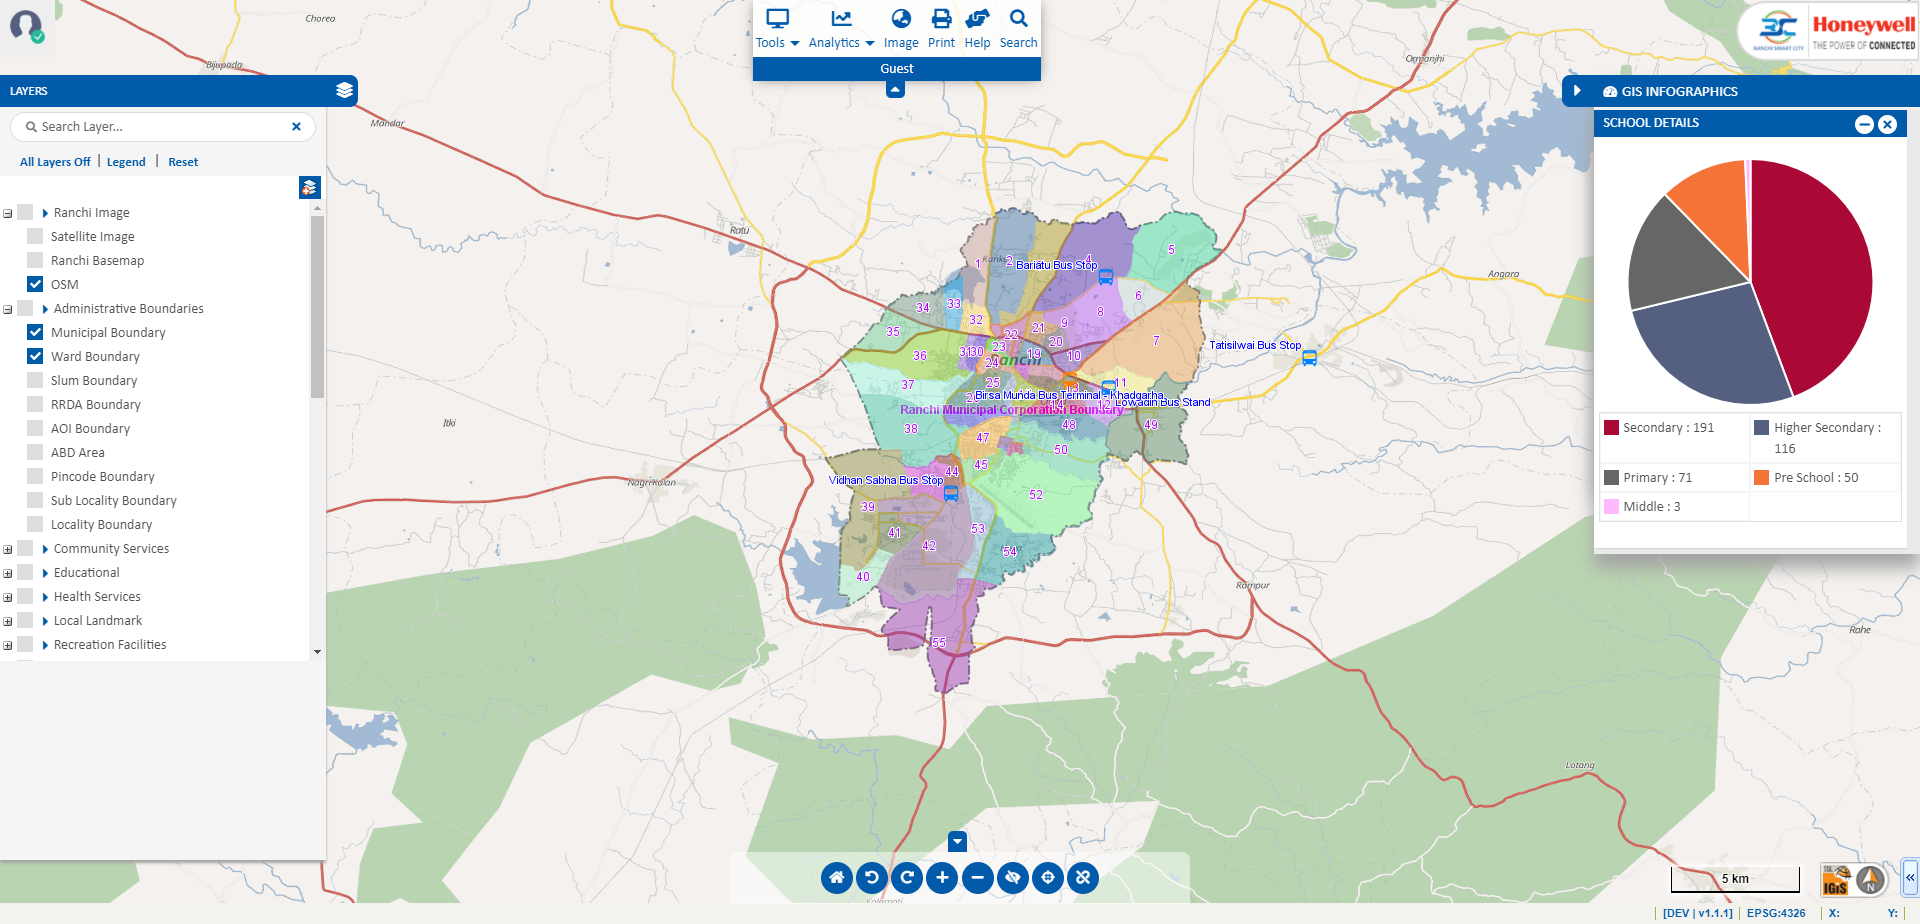 Chorea
Tools
Analytics
Image
Print
Help
Search
Guest
RANCHI SMART CITY
Honeywell
THE POWER OF CONNECTED
Ormanjhi
Bijupada
LAYERS
GIS INFOGRAPHICS
Search Layer...
Mandar
SCHOOL DETAILS
All Layers Off | Legend | Reset
Ranchi Image
Satellite Image
Ranchi Basemap
OSM
Administrative Boundaries
Municipal Boundary
Ward Boundary
Slum Boundary
RRDA Boundary
AOI Boundary
ABD Area
Pincode Boundary
Sub Locality Boundary
Locality Boundary
Community Services
Educational
Health Services
Local Landmark
Recreation Facilities
Ratu
Angara
Itki
Nagri Kalan
Rampur
Rahe
Lotang
1
2
4
5
Bariatu Bus Stop
6
7
8
9
33
34
35
32
36
22
21
20
23
19
10
31
30
24
Ranchi
Tatisilwai Bus Stop
37
25
11
Birsa Munda Bus Terminal - Khadgarha
14
12
Lowadih Bus Stand
Ranchi Municipal Corporation Boundary
38
48
49
47
50
45
44
Vidhan Sabha Bus Stop
52
39
41
53
42
54
40
55
Secondary : 191
Higher Secondary :
116
Primary : 71
Pre School : 50
Middle : 3
5 km
IGiS
N
Kalamati
[DEV | v1.1.1]
EPSG:4326
X:
Y: